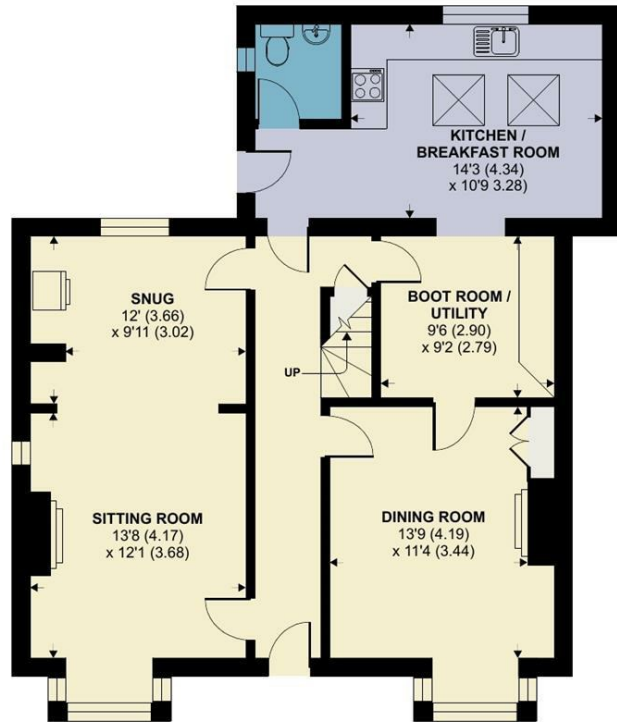 KITCHEN /
BREAKFAST ROOM
14'3 (4.34)
x 10'9 3.28)
SNUG
12' (3.66)
x 9'11 (3.02)
BOOT ROOM /
UTILITY
9'6 (2.90)
x 9'2 (2.79)
UP
SITTING ROOM
13'8 (4.17)
x 12'1 (3.68)
DINING ROOM
13'9 (4.19)
x 11'4 (3.44)